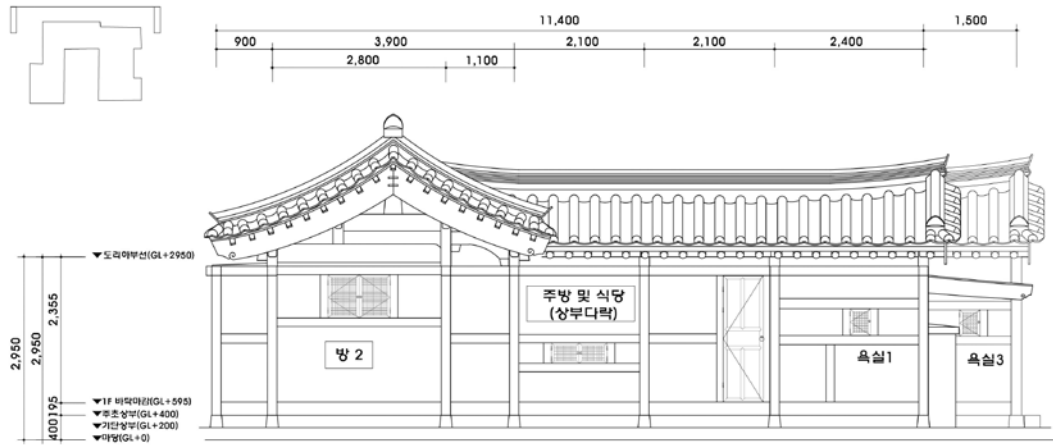 11,400
1,500
900
3,900
2,100
2,100
2,400
2,800
1,100
▼도리하부선(GL+2950)
2,950
2,950
2,355
주방 및 식당
(상부다락)
방 2
욕실1
욕실3
▼1F 바닥마감(GL+595)
195
▼주초상부(GL+400)
▼기단상부(GL+200)
400
▼마당(GL+0)